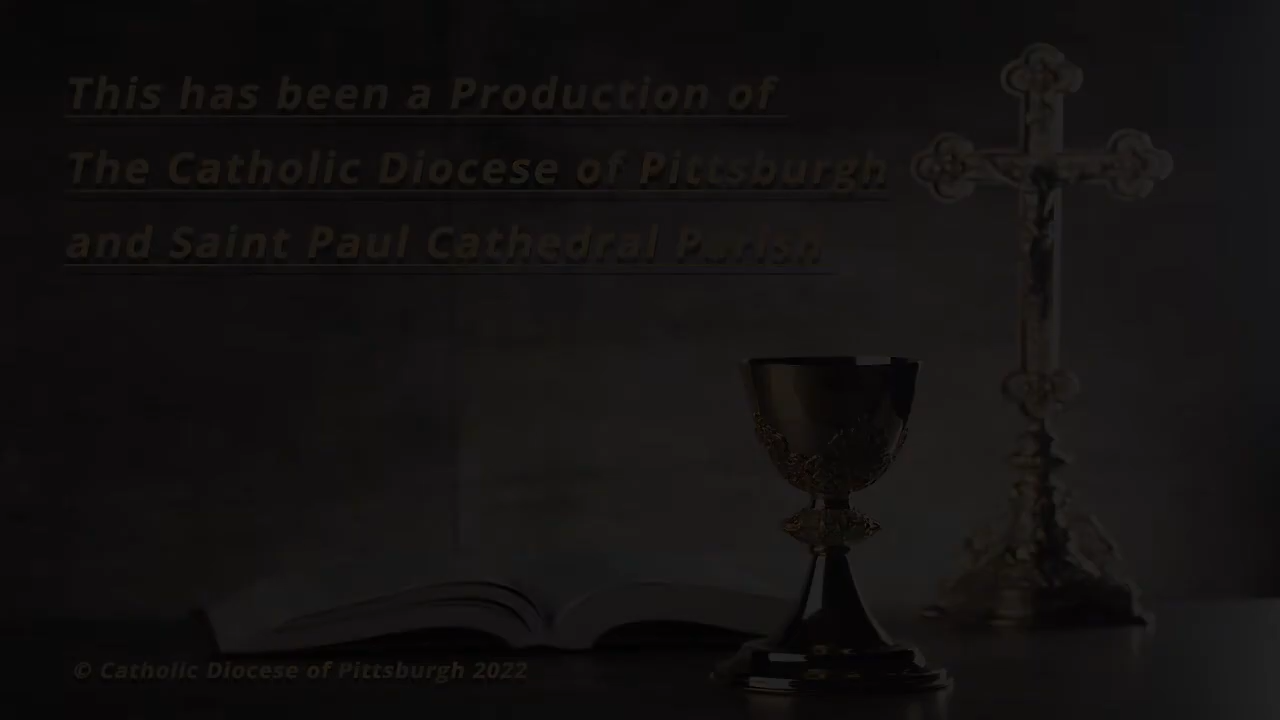 This has been a Production of
The Catholic Diocese of Pittsburgh
and Saint Paul Cathedral Parish
© Catholic Diocese of Pittsburgh 2022